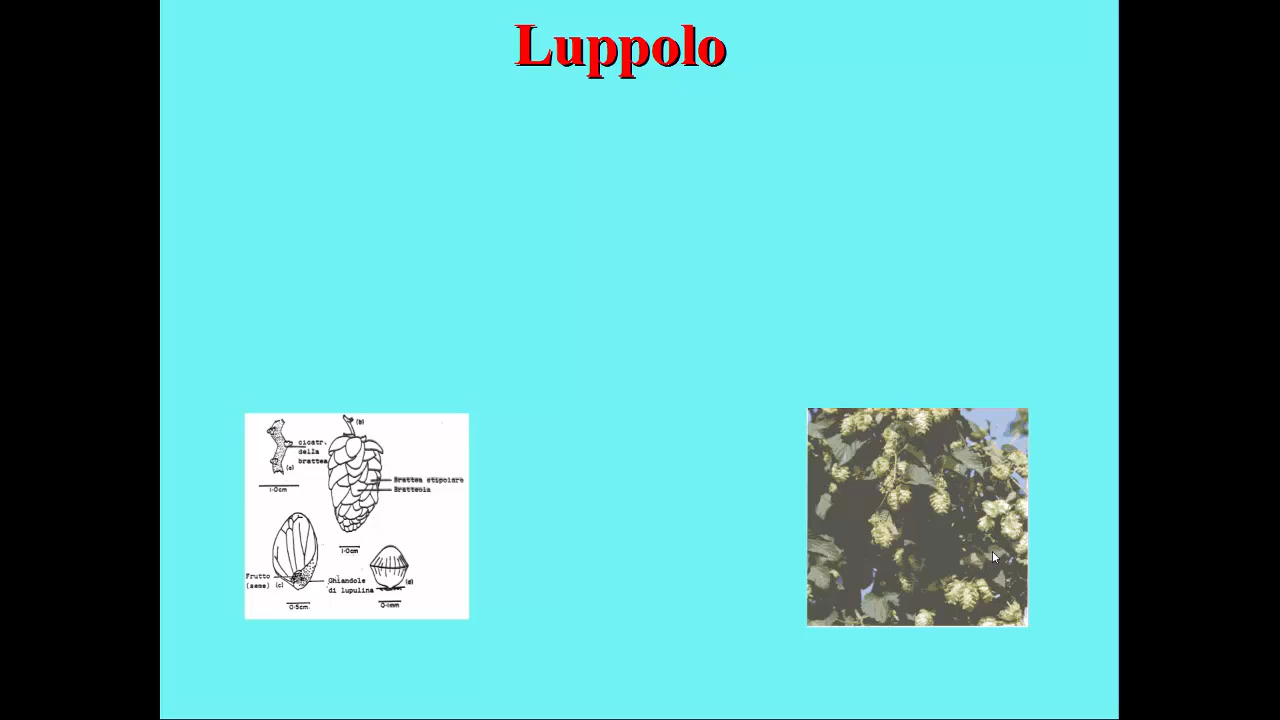 Luppolo
(b)
cicatr.
della
brattea
(a)
1·0cm
Brattea stipolare
Bratteola
1·0cm
Frutto
(seme)
(c)
Ghiandole
di lupulina
(d)
0·5cm.
0·1mm